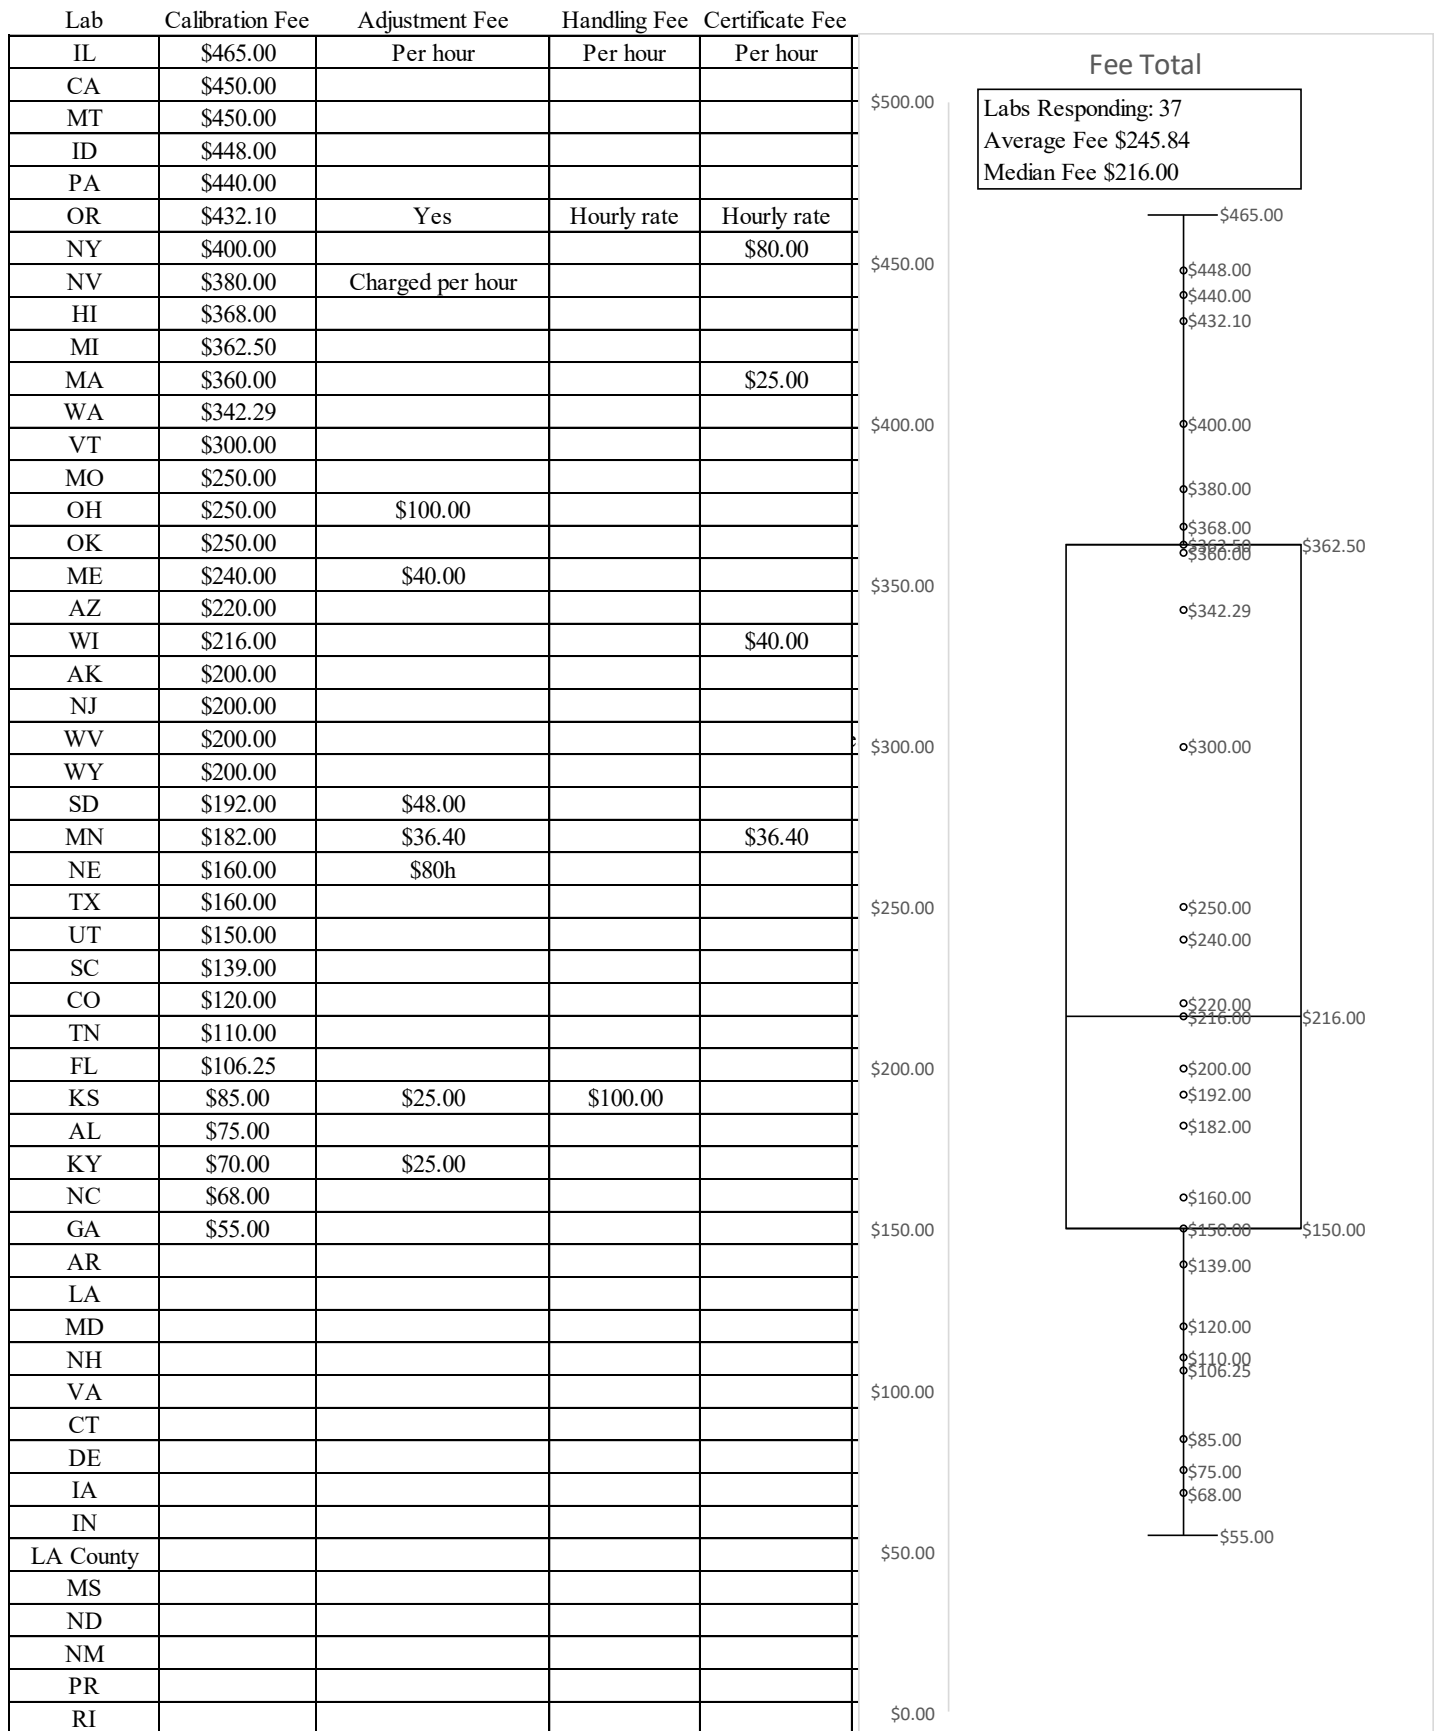 Lab Calibration Fee Adjustment Fee Handling Fee Certificate Fee
IL $465.00 Per hour Per hour Per hour
CA $450.00
MT $450.00
ID $448.00
PA $440.00
OR $432.10 Yes Hourly rate Hourly rate
NY $400.00 $80.00
NV $380.00 Charged per hour
HI $368.00
MI $362.50
MA $360.00 $25.00
WA $342.29
VT $300.00
MO $250.00
OH $250.00 $100.00
OK $250.00
ME $240.00 $40.00
AZ $220.00
WI $216.00 $40.00
AK $200.00
NJ $200.00
WV $200.00
WY $200.00
SD $192.00 $48.00
MN $182.00 $36.40 $36.40
NE $160.00 $80h
TX $160.00
UT $150.00
SC $139.00
CO $120.00
TN $110.00
FL $106.25
KS $85.00 $25.00 $100.00
AL $75.00
KY $70.00 $25.00
NC $68.00
GA $55.00
AR
LA
MD
NH
VA
CT
DE
IA
IN
LA County
MS
ND
NM
PR
RI
Fee Total
Labs Responding: 37
Average Fee $245.84
Median Fee $216.00
$500.00
$450.00
$400.00
$350.00
$300.00
$250.00
$200.00
$150.00
$100.00
$50.00
$0.00
$465.00
$448.00
$440.00
$432.10
$400.00
$380.00
$368.00
$362.50 $362.50
$360.00
$342.29
$300.00
$250.00
$240.00
$220.00
$216.00 $216.00
$200.00
$192.00
$182.00
$160.00
$150.00 $150.00
$139.00
$120.00
$110.00
$106.25
$85.00
$75.00
$68.00
$55.00